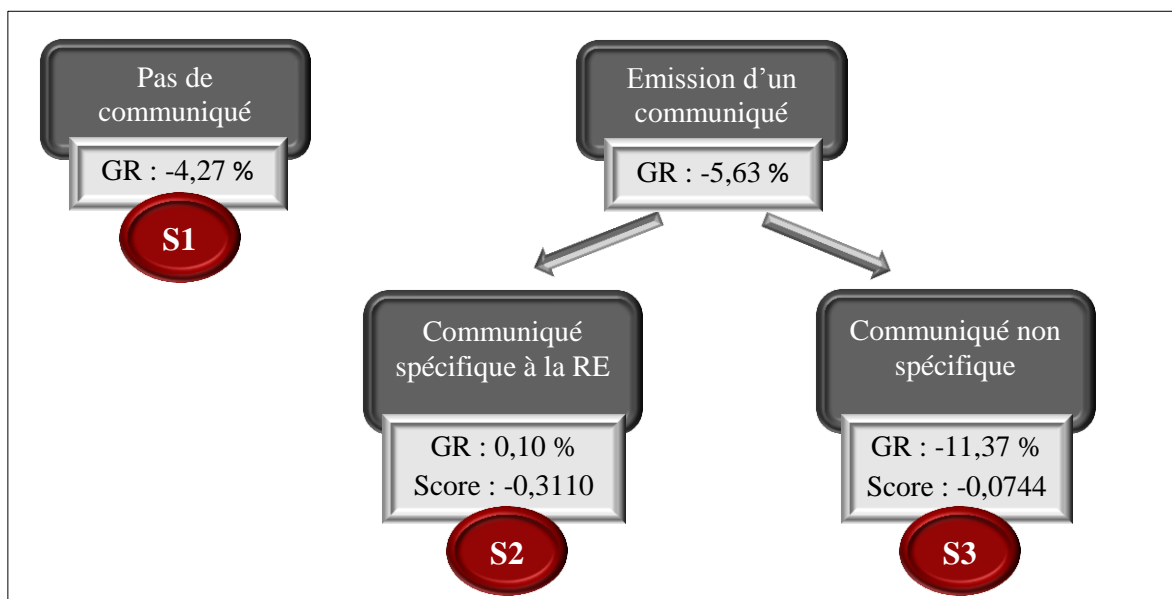 Pas de
communiqué
GR : -4,27 %
S1
Emission d’un
communiqué
GR : -5,63 %
Communiqué
spécifique à la RE
GR : 0,10 %
Score : -0,3110
S2
Communiqué non
spécifique
GR : -11,37 %
Score : -0,0744
S3